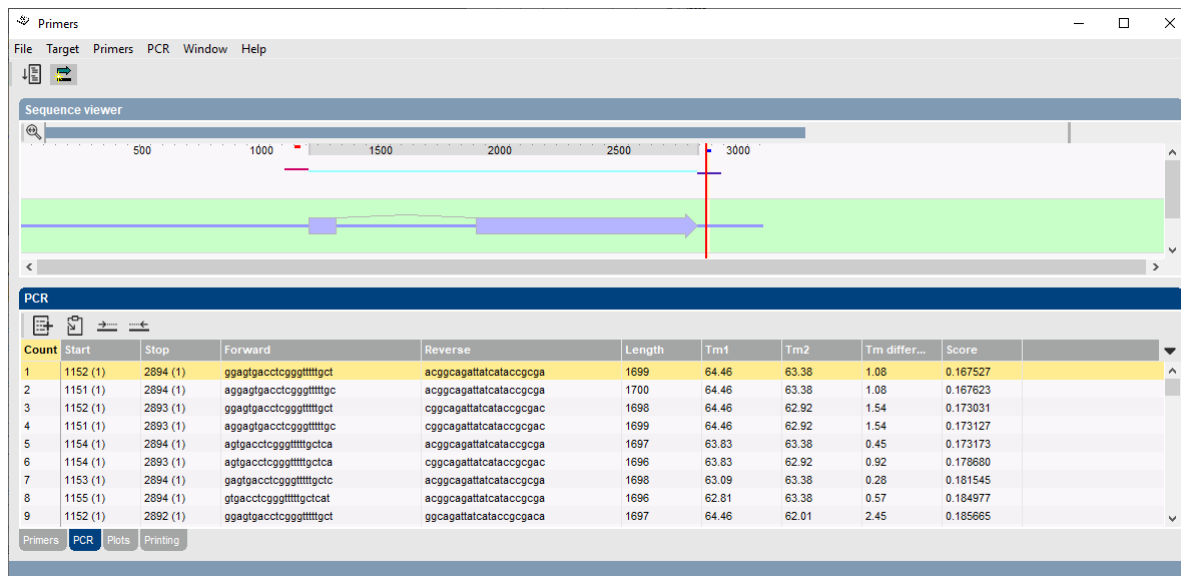 Primers
File Target Primers PCR Window Help
Sequence viewer
500 1000 1500 2000 2500 3000
PCR
Count Start Stop Forward Reverse Length Tm1 Tm2 Tm differ... Score
1 1152 (1) 2894 (1) ggagtgacctcgggtttttgct acggcagattatcataccgcga 1699 64.46 63.38 1.08 0.167527
2 1151 (1) 2894 (1) aggagtgacctcgggtttttgc acggcagattatcataccgcga 1700 64.46 63.38 1.08 0.167623
3 1152 (1) 2893 (1) ggagtgacctcgggtttttgct cggcagattatcataccgcgac 1698 64.46 62.92 1.54 0.173031
4 1151 (1) 2893 (1) aggagtgacctcgggtttttgc cggcagattatcataccgcgac 1699 64.46 62.92 1.54 0.173127
5 1154 (1) 2894 (1) agtgacctcgggtttttgctca acggcagattatcataccgcga 1697 63.83 63.38 0.45 0.173173
6 1154 (1) 2893 (1) agtgacctcgggtttttgctca cggcagattatcataccgcgac 1696 63.83 62.92 0.92 0.178680
7 1153 (1) 2894 (1) gagtgacctcgggtttttgctc acggcagattatcataccgcga 1698 63.09 63.38 0.28 0.181545
8 1155 (1) 2894 (1) gtgacctcgggtttttgctcat acggcagattatcataccgcga 1696 62.81 63.38 0.57 0.184977
9 1152 (1) 2892 (1) ggagtgacctcgggtttttgct ggcagattatcataccgcgaca 1697 64.46 62.01 2.45 0.185665
Primers PCR Plots Printing